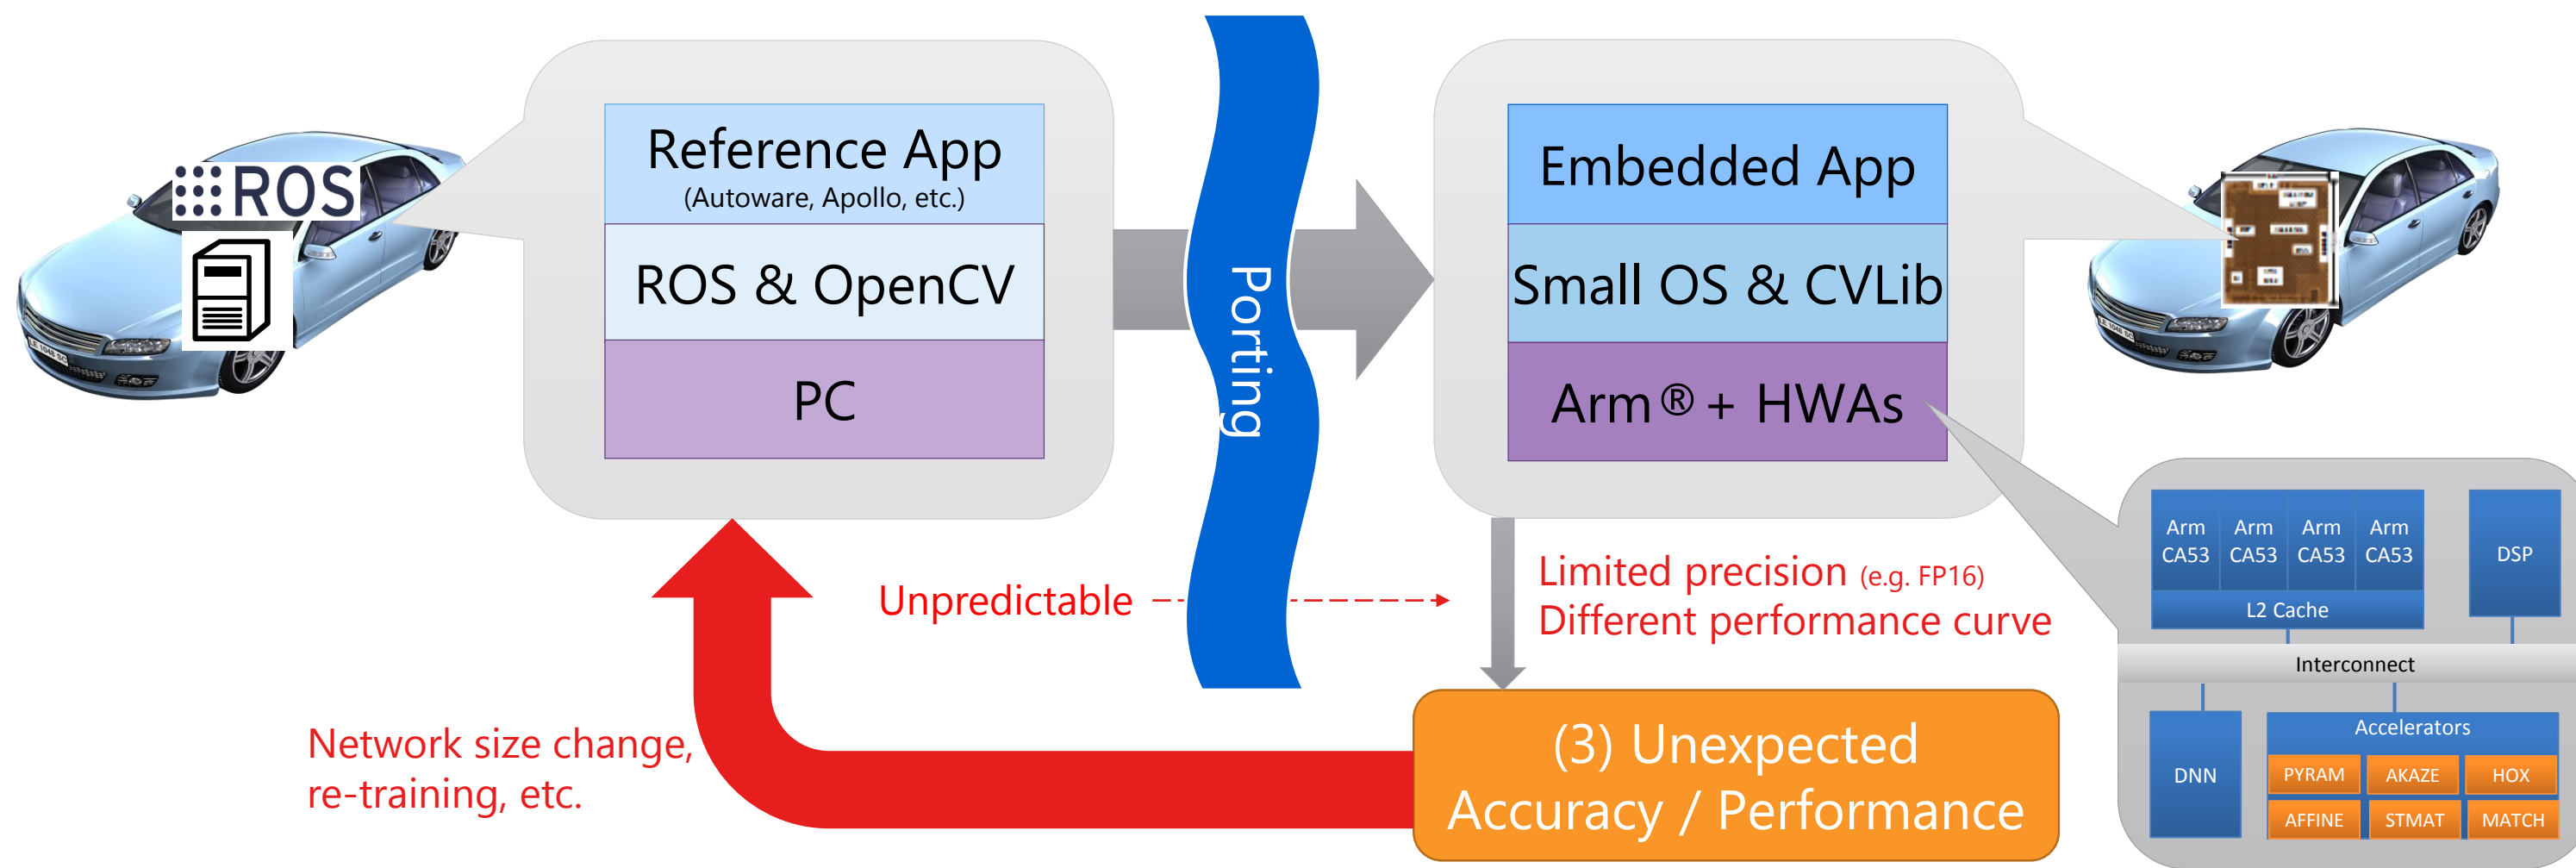 ROS
Reference App
(Autoware, Apollo, etc.)
ROS & OpenCV
PC
Porting
Embedded App
Small OS & CVLib
Arm® + HWAs
Unpredictable
Limited precision (e.g. FP16)
Different performance curve
Network size change,
re-training, etc.
(3) Unexpected
Accuracy / Performance
Arm Arm Arm Arm
CA53 CA53 CA53 CA53
DSP
L2 Cache
Interconnect
Accelerators
DNN
PYRAM AKAZE HOX
AFFINE STMAT MATCH